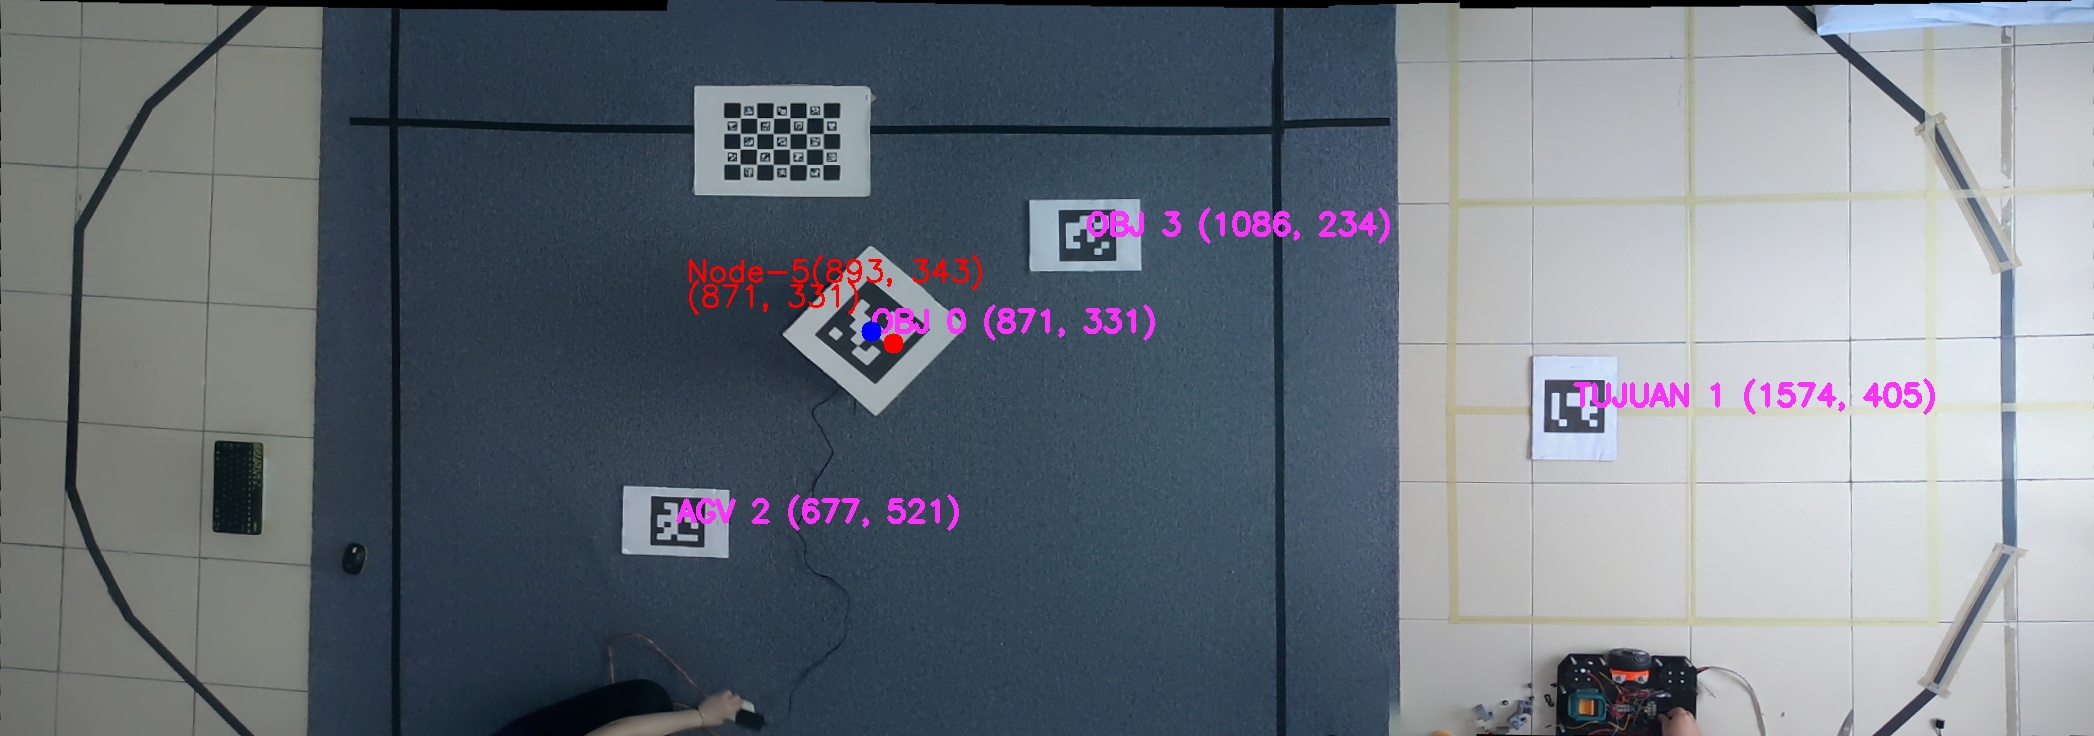 OBJ 3 (1086, 234)
Node-5(893, 343)
(871, 331)
OBJ 0 (871, 331)
TUJUAN 1 (1574, 405)
AGV 2 (677, 521)